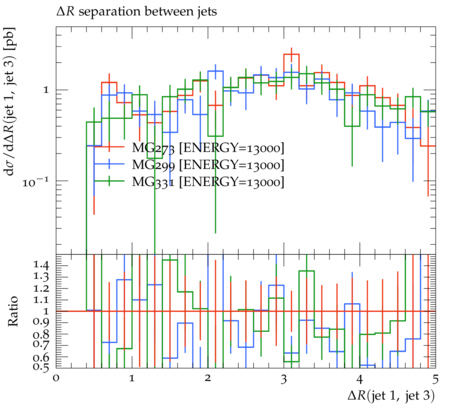 ΔR separation between jets
dσ/dΔR(jet 1, jet 3) [pb]
1
10⁻¹
MG273 [ENERGY=13000]
MG299 [ENERGY=13000]
MG331 [ENERGY=13000]
Ratio
1.4
1.3
1.2
1.1
1
0.9
0.8
0.7
0.6
0.5
0 1 2 3 4 5
ΔR(jet 1, jet 3)